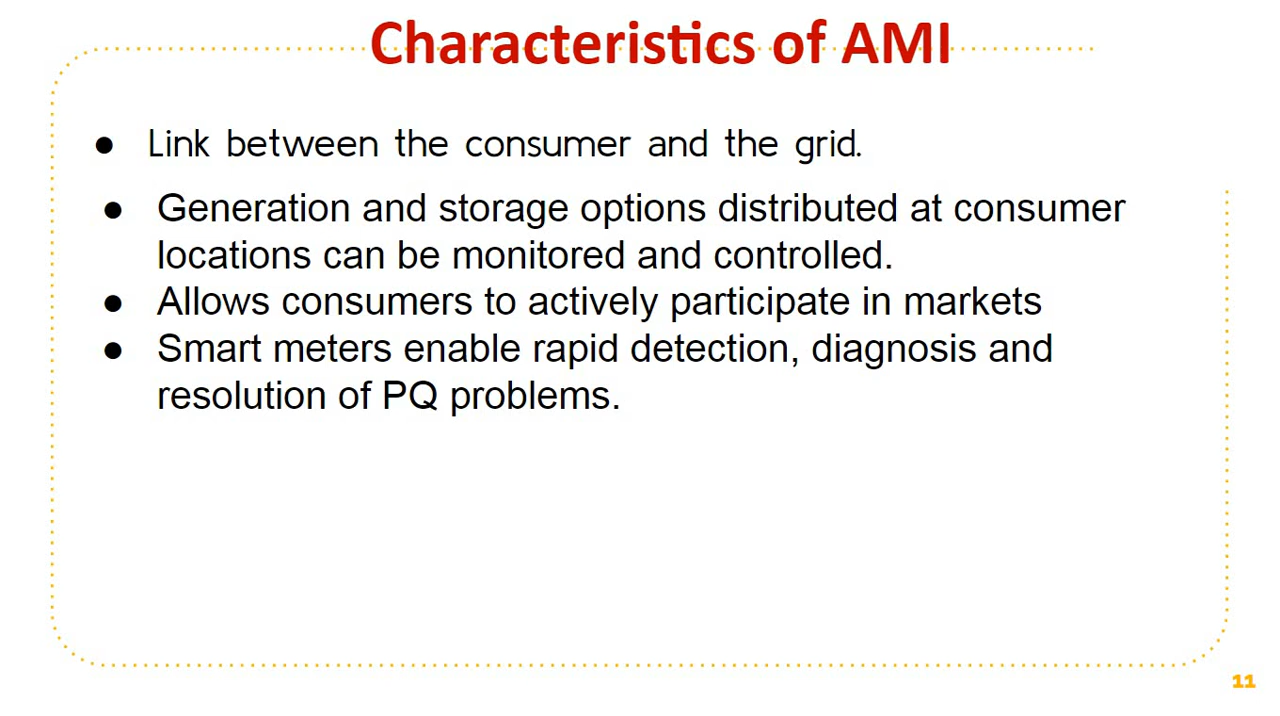 Characteristics of AMI
● Link between the consumer and the grid.
● Generation and storage options distributed at consumer
locations can be monitored and controlled.
● Allows consumers to actively participate in markets
● Smart meters enable rapid detection, diagnosis and
resolution of PQ problems.
11